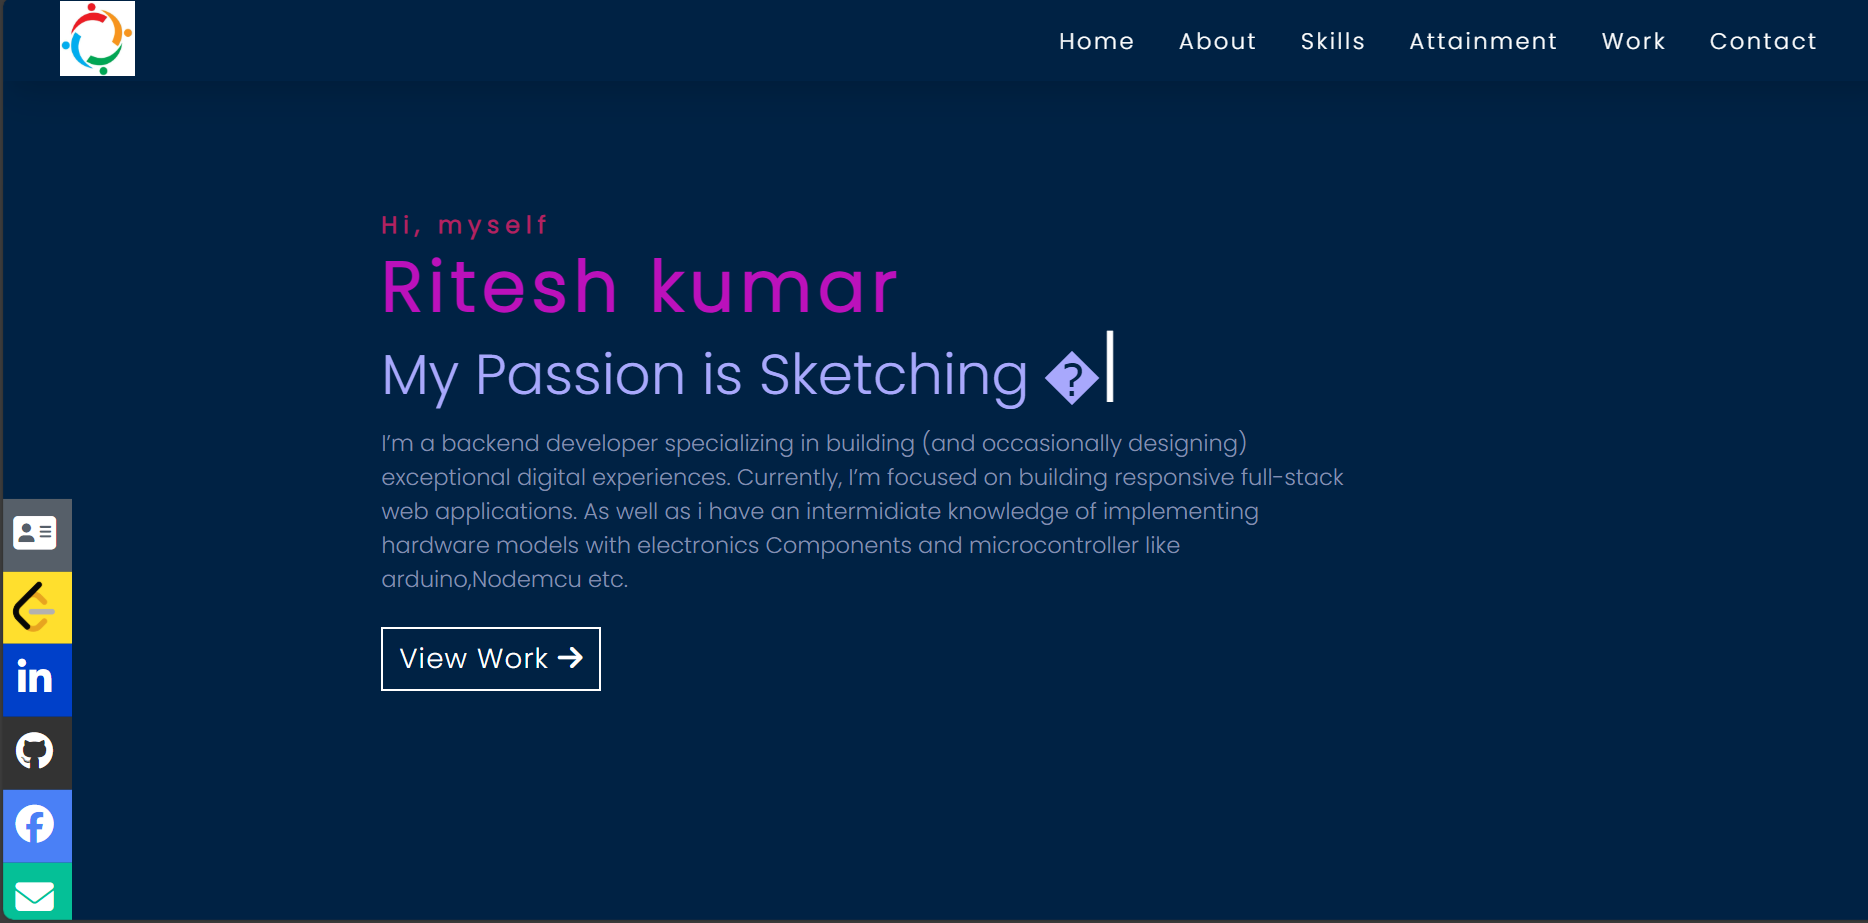 Home About Skills Attainment Work Contact
Hi, myself
Ritesh kumar
My Passion is Sketching �|
I’m a backend developer specializing in building (and occasionally designing)
exceptional digital experiences. Currently, I’m focused on building responsive full-stack
web applications. As well as i have an intermidiate knowledge of implementing
hardware models with electronics Components and microcontroller like
arduino,Nodemcu etc.
View Work →
in